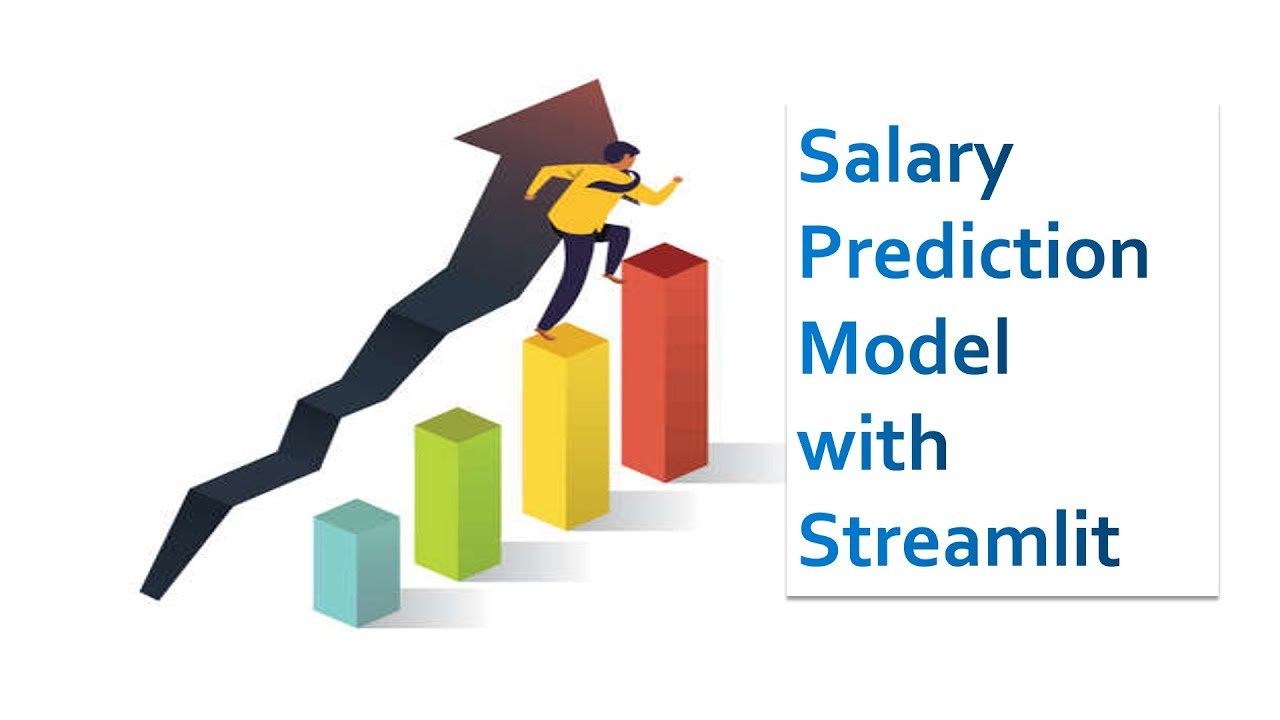 Salary
Prediction
Model
with
Streamlit